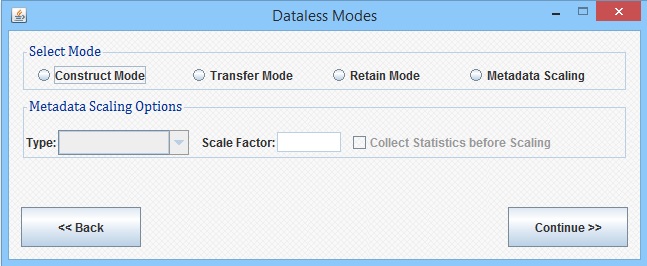 Dataless Modes
Select Mode
Construct Mode Transfer Mode Retain Mode Metadata Scaling
Metadata Scaling Options
Type: Scale Factor: Collect Statistics before Scaling
<< Back Continue >>